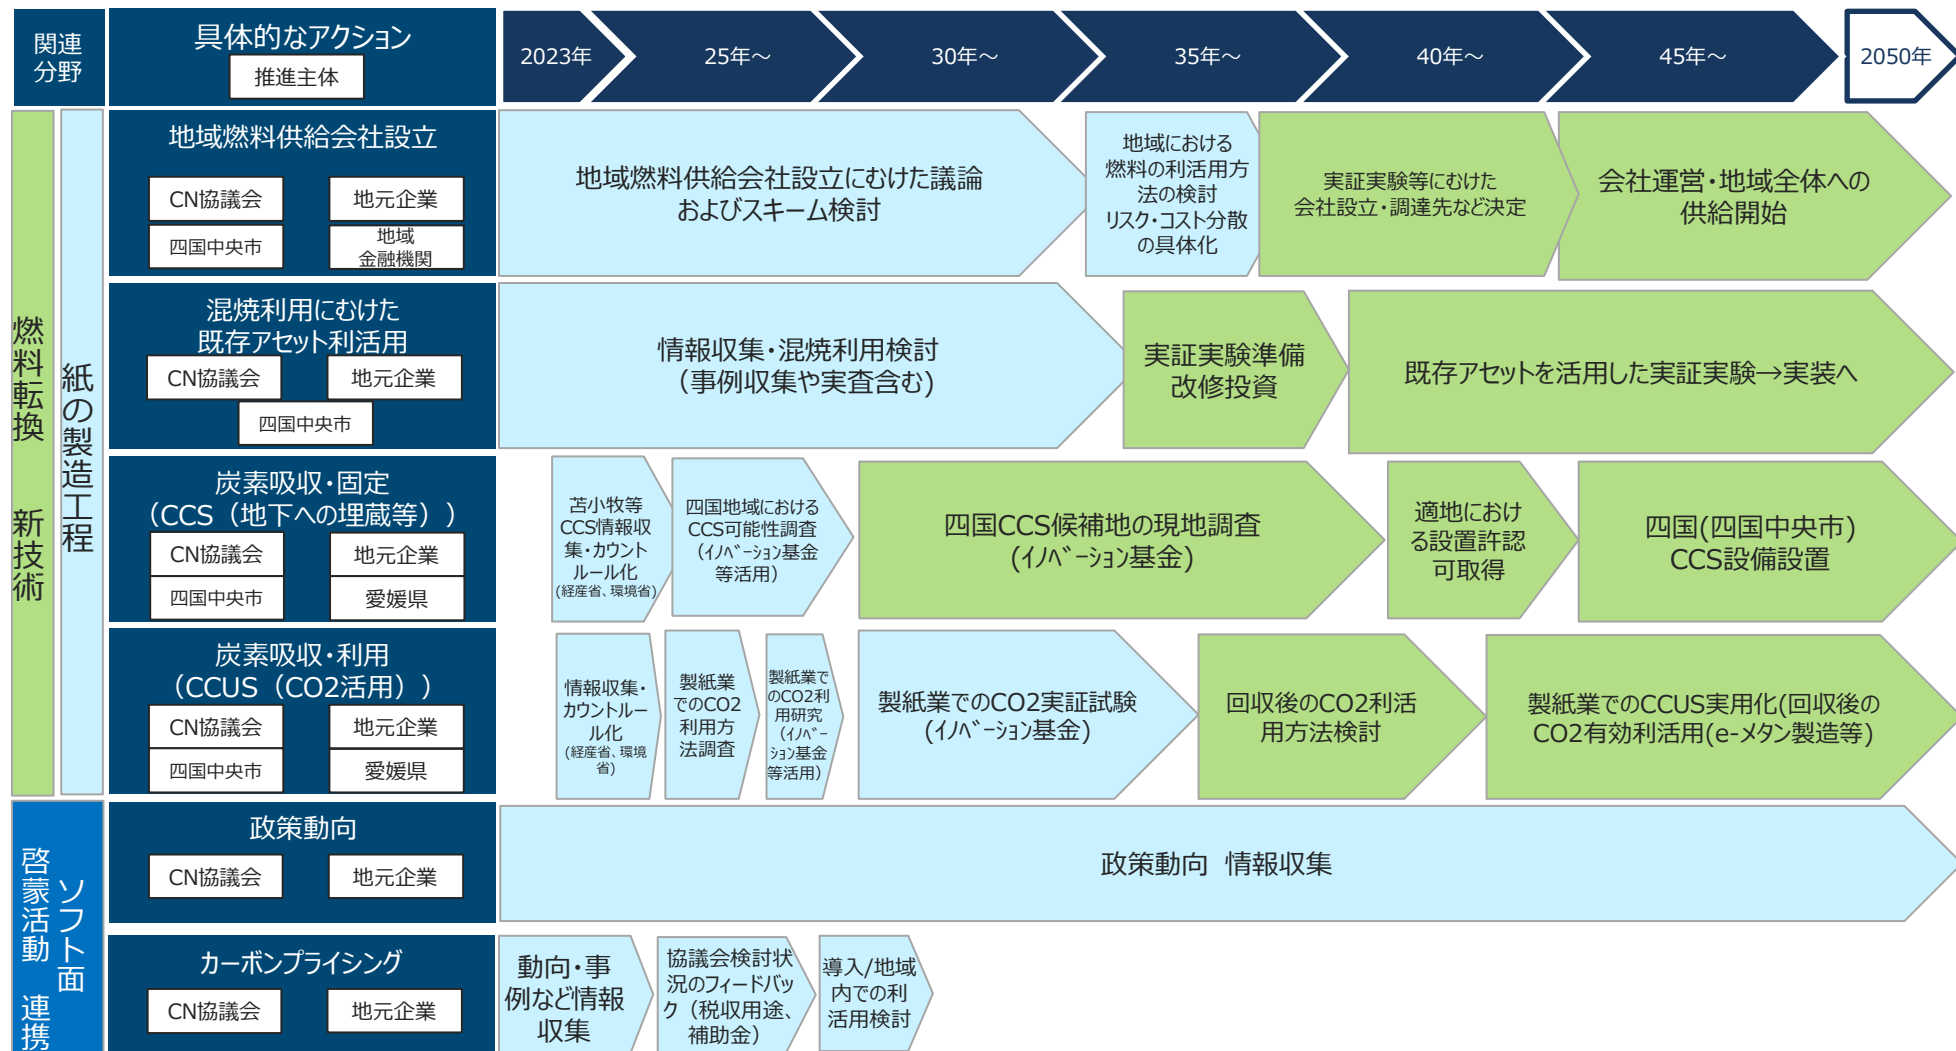 関連
分野
具体的なアクション
推進主体
2023年
25年～
30年～
35年～
40年～
45年～
2050年
燃料転換　新技術
紙の製造工程
地域燃料供給会社設立
CN協議会
地元企業
四国中央市
地域
金融機関
地域燃料供給会社設立にむけた議論
およびスキーム検討
地域における
燃料の利活用方
法の検討
リスク・コスト分散
の具体化
実証実験等にむけた
会社設立・調達先など決定
会社運営・地域全体への
供給開始
混焼利用にむけた
既存アセット利活用
CN協議会
地元企業
四国中央市
情報収集・混焼利用検討
（事例収集や実査含む)
実証実験準備
改修投資
既存アセットを活用した実証実験→実装へ
炭素吸収・固定
（CCS（地下への埋蔵等））
CN協議会
地元企業
四国中央市
愛媛県
苫小牧等
CCS情報収
集・カウント
ルール化
(経産省、環境省)
四国地域における
CCS可能性調査
（ｲﾉﾍﾞｰｼｮﾝ基金
等活用）
四国CCS候補地の現地調査
(ｲﾉﾍﾞｰｼｮﾝ基金)
適地におけ
る設置許認
可取得
四国(四国中央市)
CCS設備設置
炭素吸収・利用
（CCUS（CO2活用））
CN協議会
地元企業
四国中央市
愛媛県
情報収集・
カウントルー
ル化
(経産省、環境
省)
製紙業
でのCO2
利用方
法調査
製紙業で
のCO2利
用研究
（ｲﾉﾍﾞｰ
ｼｮﾝ基金
等活用）
製紙業でのCO2実証試験
(ｲﾉﾍﾞｰｼｮﾝ基金)
回収後のCO2利活
用方法検討
製紙業でのCCUS実用化(回収後の
CO2有効利活用(e-メタン製造等)
ソフト面
啓蒙活動　連携
政策動向
CN協議会
地元企業
政策動向　情報収集
カーボンプライシング
CN協議会
地元企業
動向・事
例など情報
収集
協議会検討状
況のフィードバッ
ク（税収用途、
補助金）
導入/地域
内での利
活用検討